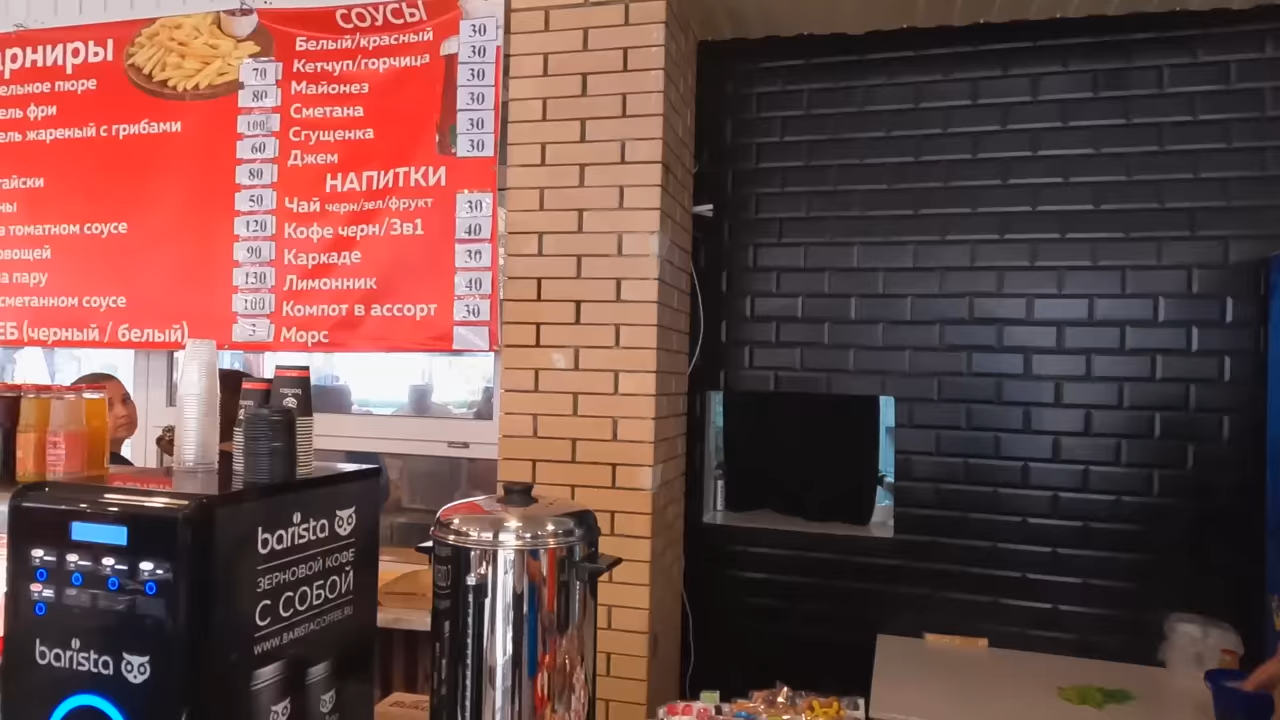 арниры
ельное пюре
ель фри
ель жареный с грибами
тайски
ны
а томатном соусе
овощей
а пару
сметанном соусе
ЕБ (черный / белый)
70
80
100
60
80
50
120
90
130
100
СОУСЫ
Белый/красный 30
Кетчуп/горчица 30
Майонез 30
Сметана 30
Сгущенка 30
Джем 30
НАПИТКИ
Чай черн/зел/фрукт 30
Кофе черн/3в1 40
Каркаде 30
Лимонник 40
Компот в ассорт 30
Морс
barista
ЗЕРНОВОЙ КОФЕ
С СОБОЙ
WWW.BARISTACOFFEE.RU
barista